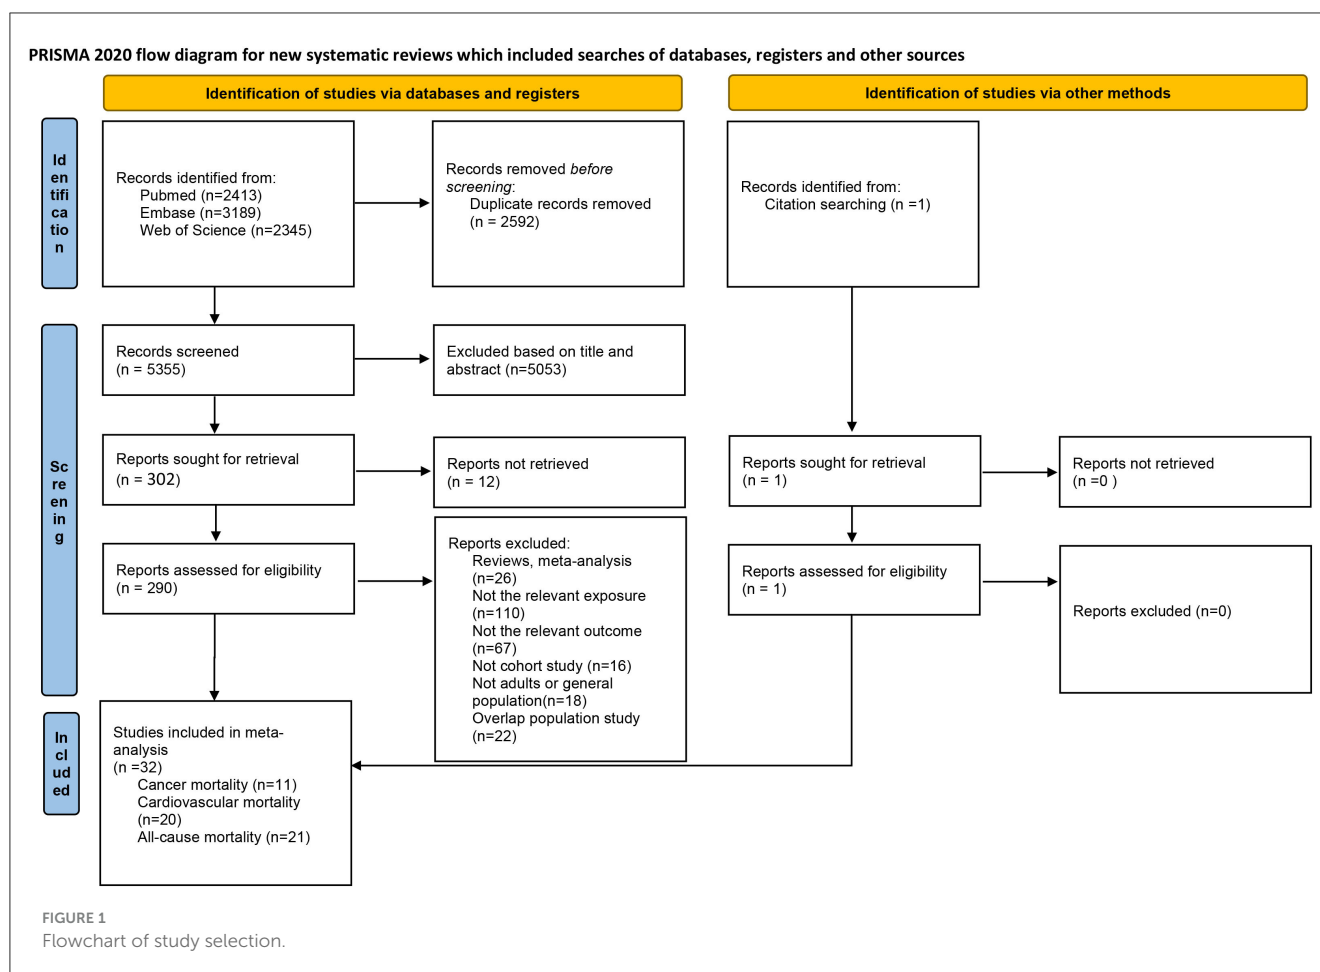 PRISMA 2020 flow diagram for new systematic reviews which included searches of databases, registers and other sources
Identification of studies via databases and registers
Identification of studies via other methods
Id
en
tifi
ca
tio
n
Records identified from:
Pubmed (n=2413)
Embase (n=3189)
Web of Science (n=2345)
Records removed before
screening:
Duplicate records removed
(n = 2592)
Records identified from:
Citation searching (n =1)
Sc
re
en
in
g
Records screened
(n = 5355)
Excluded based on title and
abstract (n=5053)
Reports sought for retrieval
(n = 302)
Reports not retrieved
(n = 12)
Reports sought for retrieval
(n = 1)
Reports not retrieved
(n =0 )
Reports assessed for eligibility
(n = 290)
Reports excluded:
Reviews, meta-analysis
(n=26)
Not the relevant exposure
(n=110)
Not the relevant outcome
(n=67)
Not cohort study (n=16)
Not adults or general
population(n=18)
Overlap population study
(n=22)
Reports assessed for eligibility
(n = 1)
Reports excluded (n=0)
In
cl
ud
ed
Studies included in meta-
analysis
(n =32)
Cancer mortality (n=11)
Cardiovascular mortality
(n=20)
All-cause mortality (n=21)
FIGURE 1
Flowchart of study selection.